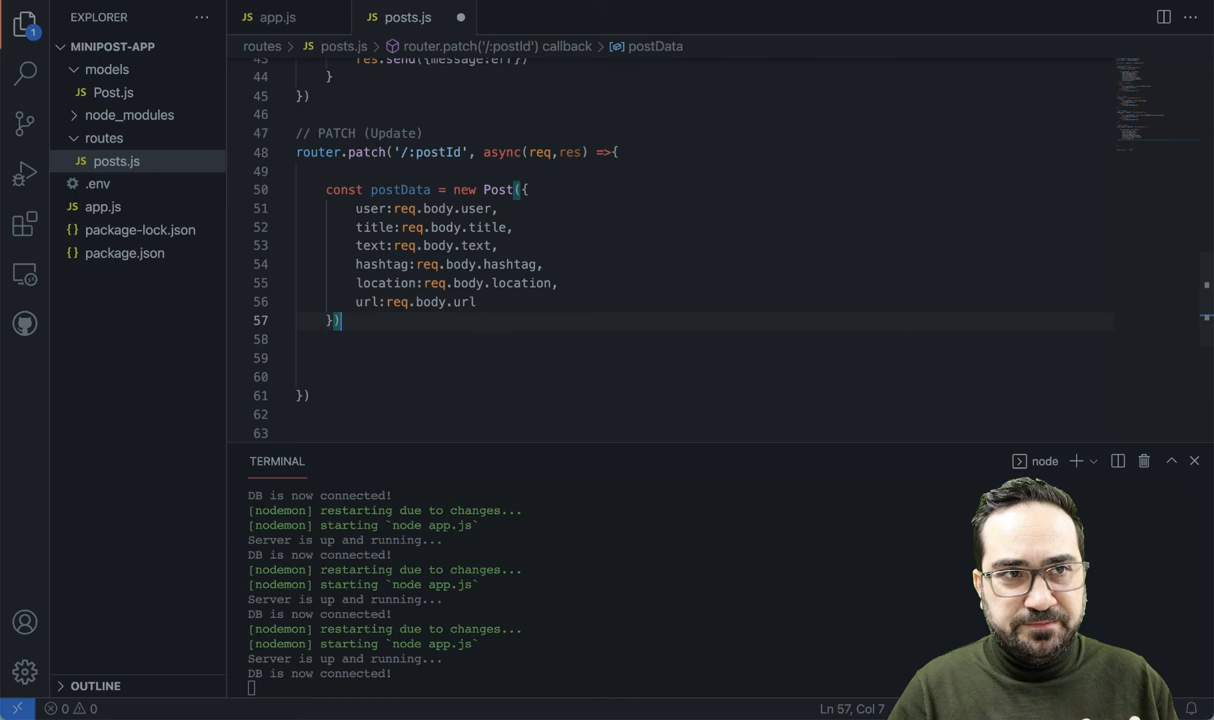 EXPLORER
1
MINIPOST-APP
models
JS Post.js
node_modules
routes
JS posts.js
.env
JS app.js
{} package-lock.json
{} package.json
OUTLINE
JS app.js
JS posts.js
routes > JS posts.js > router.patch('/:postId') callback > postData
43 res.send({message:err})
44 }
45 })
46
47 // PATCH (Update)
48 router.patch('/:postId', async(req,res) =>{
49
50 const postData = new Post({
51 user:req.body.user,
52 title:req.body.title,
53 text:req.body.text,
54 hashtag:req.body.hashtag,
55 location:req.body.location,
56 url:req.body.url
57 })
58
59
60
61 })
62
63
TERMINAL
node
DB is now connected!
[nodemon] restarting due to changes...
[nodemon] starting `node app.js`
Server is up and running...
DB is now connected!
[nodemon] restarting due to changes...
[nodemon] starting `node app.js`
Server is up and running...
DB is now connected!
[nodemon] restarting due to changes...
[nodemon] starting `node app.js`
Server is up and running...
DB is now connected!
0 0
Ln 57, Col 7